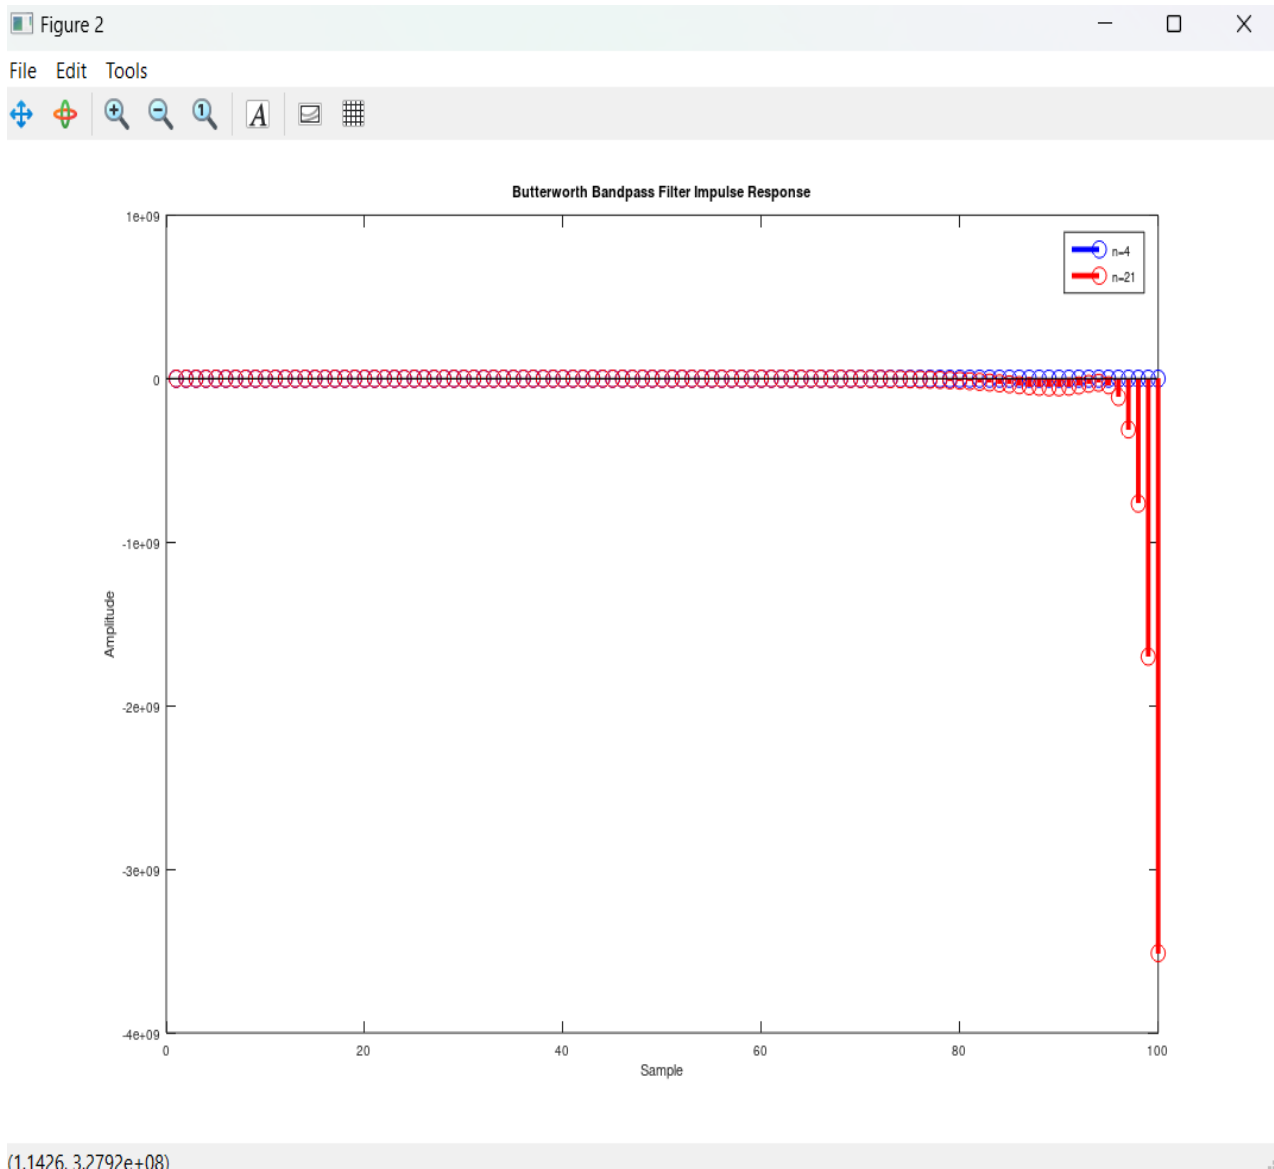 Figure 2
File Edit Tools
A
Butterworth Bandpass Filter Impulse Response
1e+09
n=4
n=21
0
-1e+09
Amplitude
-2e+09
-3e+09
-4e+09
0 20 40 60 80 100
Sample
(1.1426, 3.2792e+08)